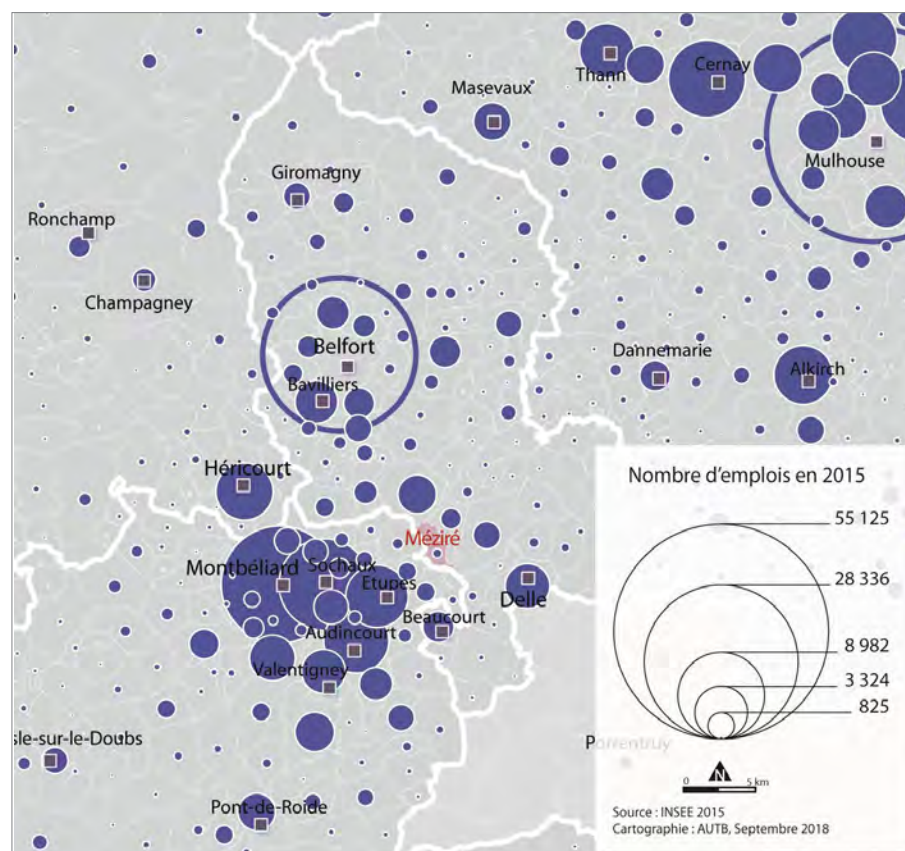 Thann
Cernay
Masevaux
Mulhouse
Giromagny
Ronchamp
Champagney
Belfort
Dannemarie
Alkirch
Bavilliers
Héricourt
Méziré
Montbéliard
Sochaux
Etupes
Delle
Beaucourt
Audincourt
Valentigney
sle-sur-le-Doubs
Pont-de-Roide
Porrentruy
Nombre d'emplois en 2015
55 125
28 336
8 982
3 324
825
N
0 5 km
Source : INSEE 2015
Cartographie : AUTB, Septembre 2018